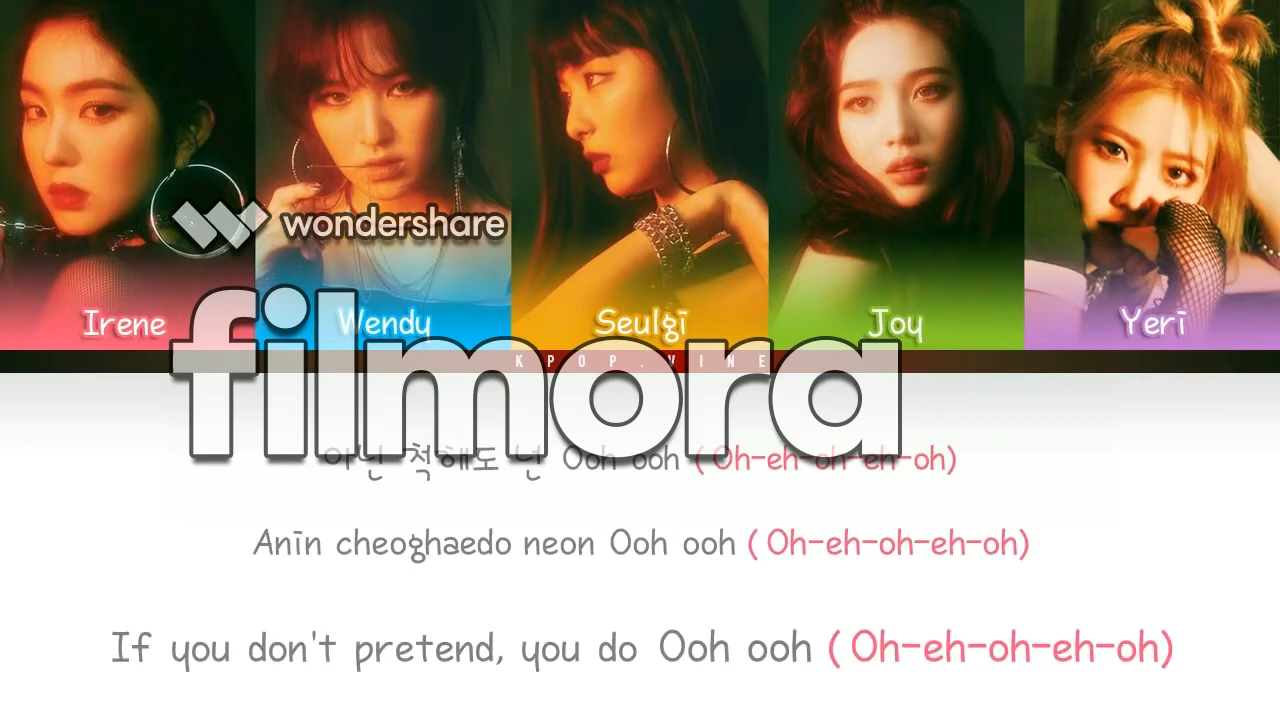 wondershare
Irene Wendy Seulgi Joy Yeri
filmora
KPOP.VINE
아닌 척해도 넌 Ooh ooh (Oh-eh-oh-eh-oh)
Anin cheoghaedo neon Ooh ooh (Oh-eh-oh-eh-oh)
If you don't pretend, you do Ooh ooh (Oh-eh-oh-eh-oh)